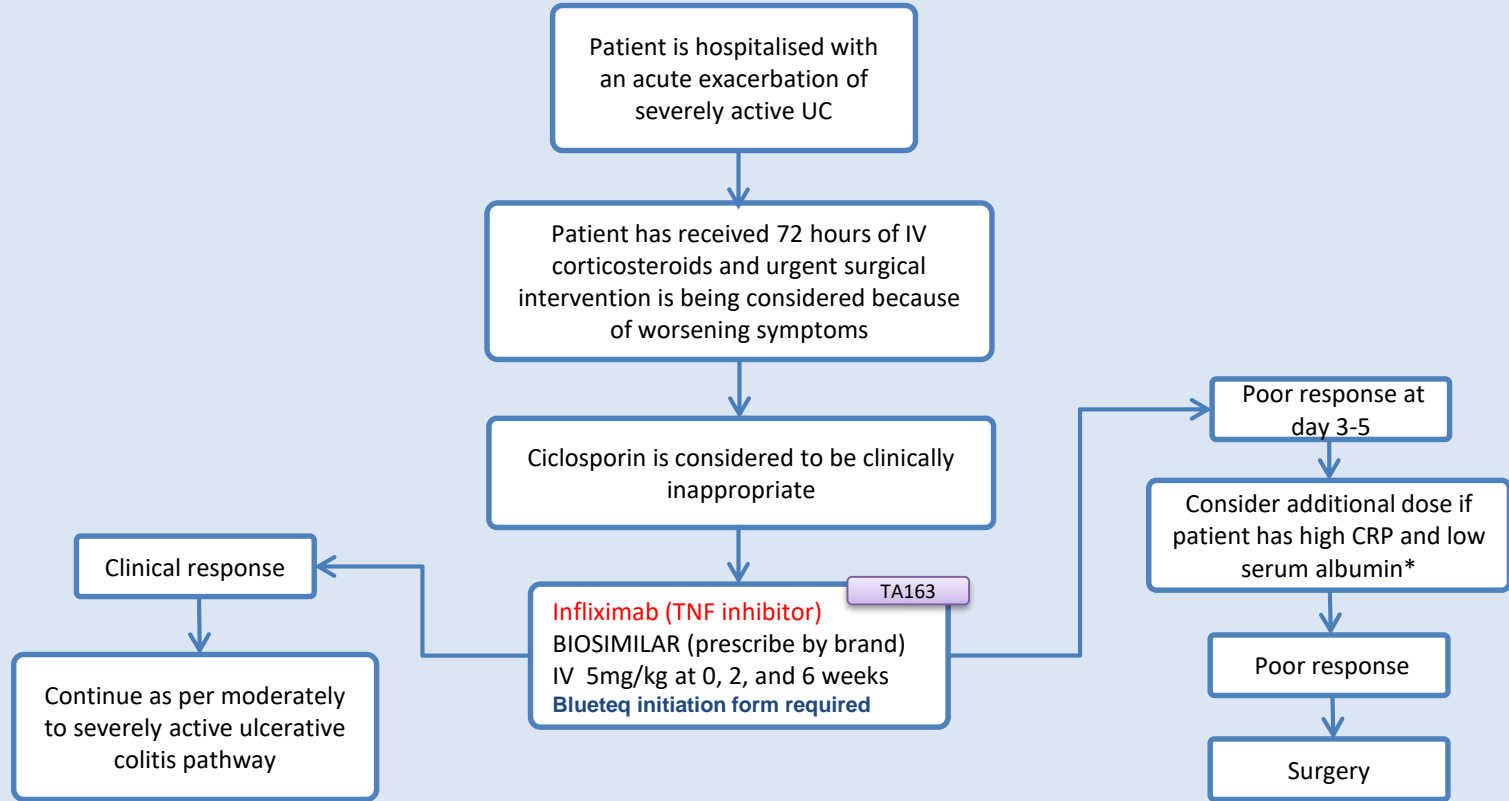 Patient is hospitalised with
an acute exacerbation of
severely active UC
Patient has received 72 hours of IV
corticosteroids and urgent surgical
intervention is being considered because
of worsening symptoms
Ciclosporin is considered to be clinically
inappropriate
TA163
Infliximab (TNF inhibitor)
BIOSIMILAR (prescribe by brand)
IV 5mg/kg at 0, 2, and 6 weeks
Blueteq initiation form required
Clinical response
Continue as per moderately
to severely active ulcerative
colitis pathway
Poor response at
day 3-5
Consider additional dose if
patient has high CRP and low
serum albumin*
Poor response
Surgery